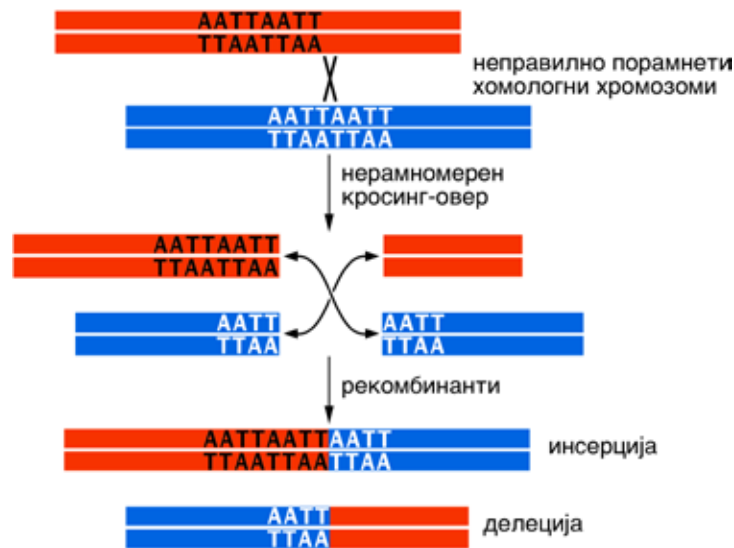 AATTAATT
TTAATTAA
неправилно порамнети
хомологни хромозоми
AATTAATT
TTAATTAA
нерамномерен
кросинг-овер
AATTAATT
TTAATTAA
AATT AATT
TTAA TTAA
рекомбинанти
AATTAATTAATT
TTAATTAATTAA
инсерција
AATT
TTAA
делеција